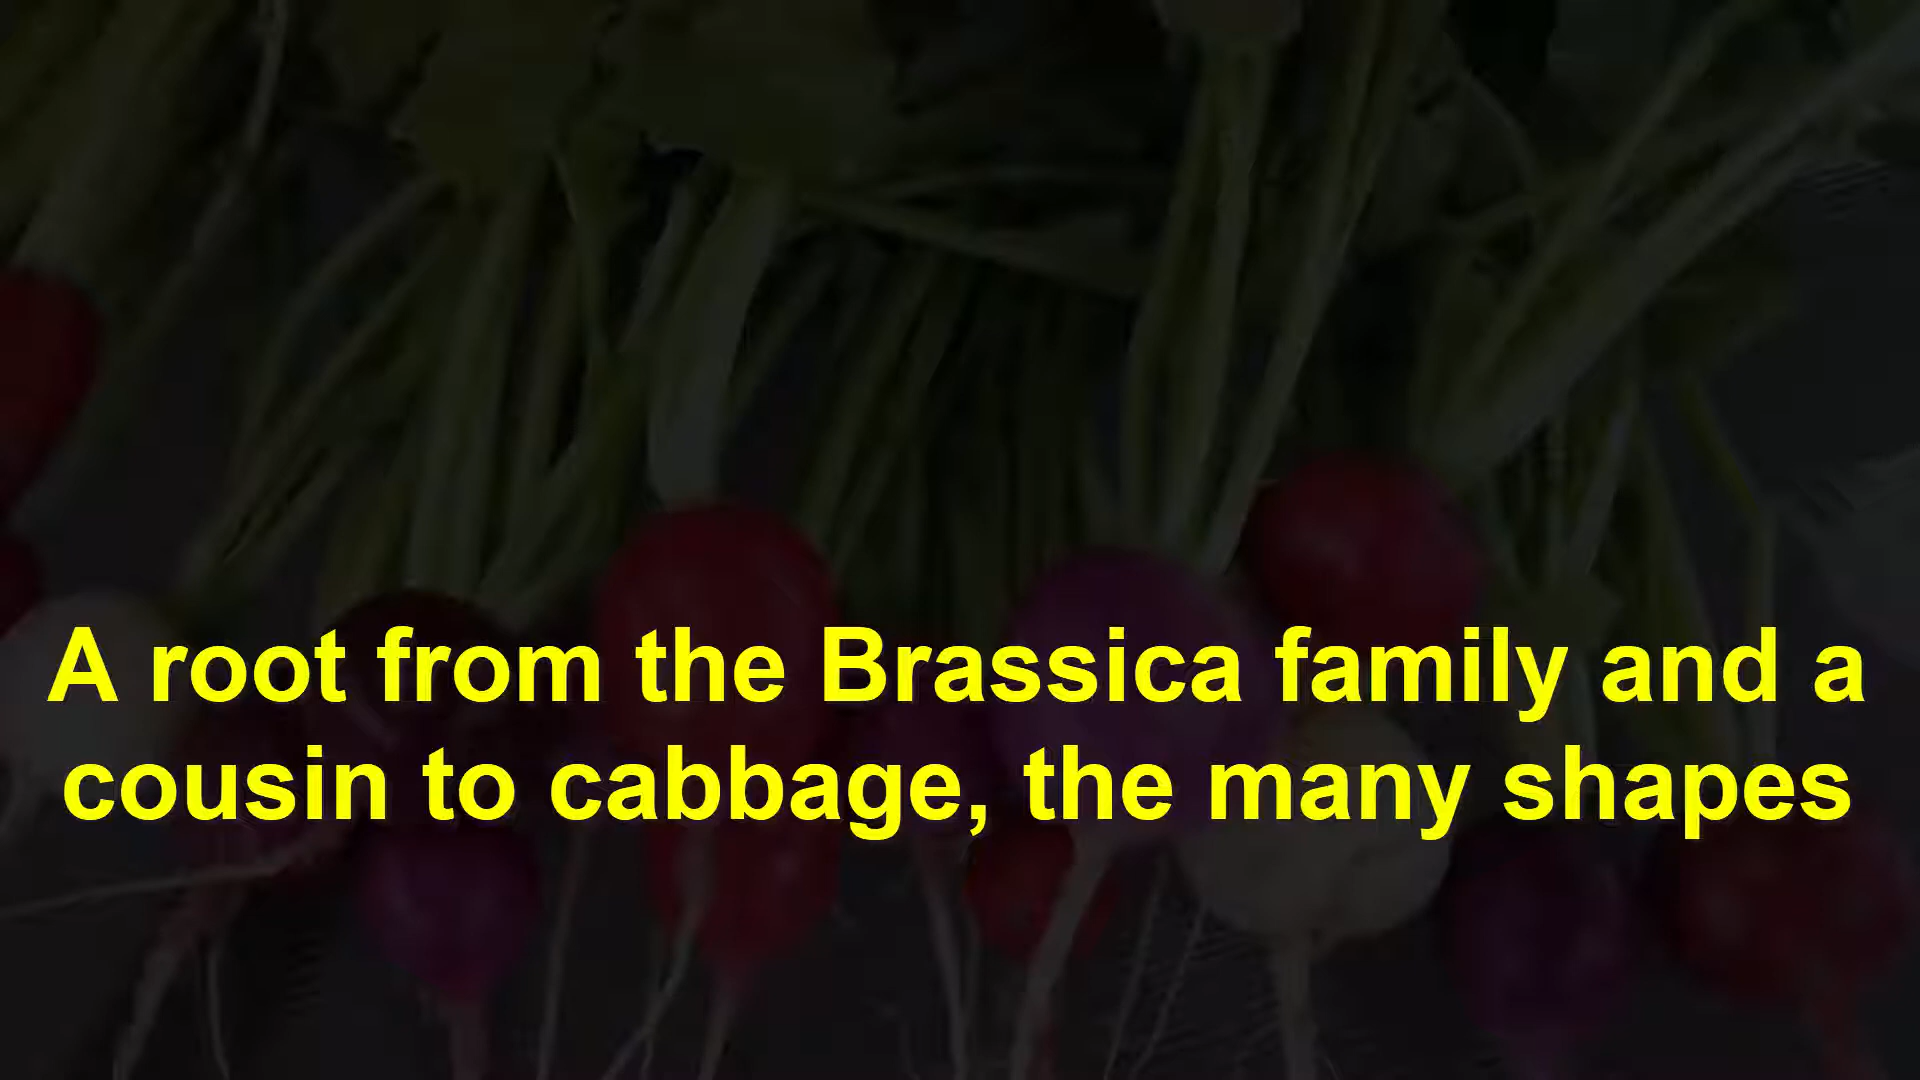 A root from the Brassica family and a
cousin to cabbage, the many shapes